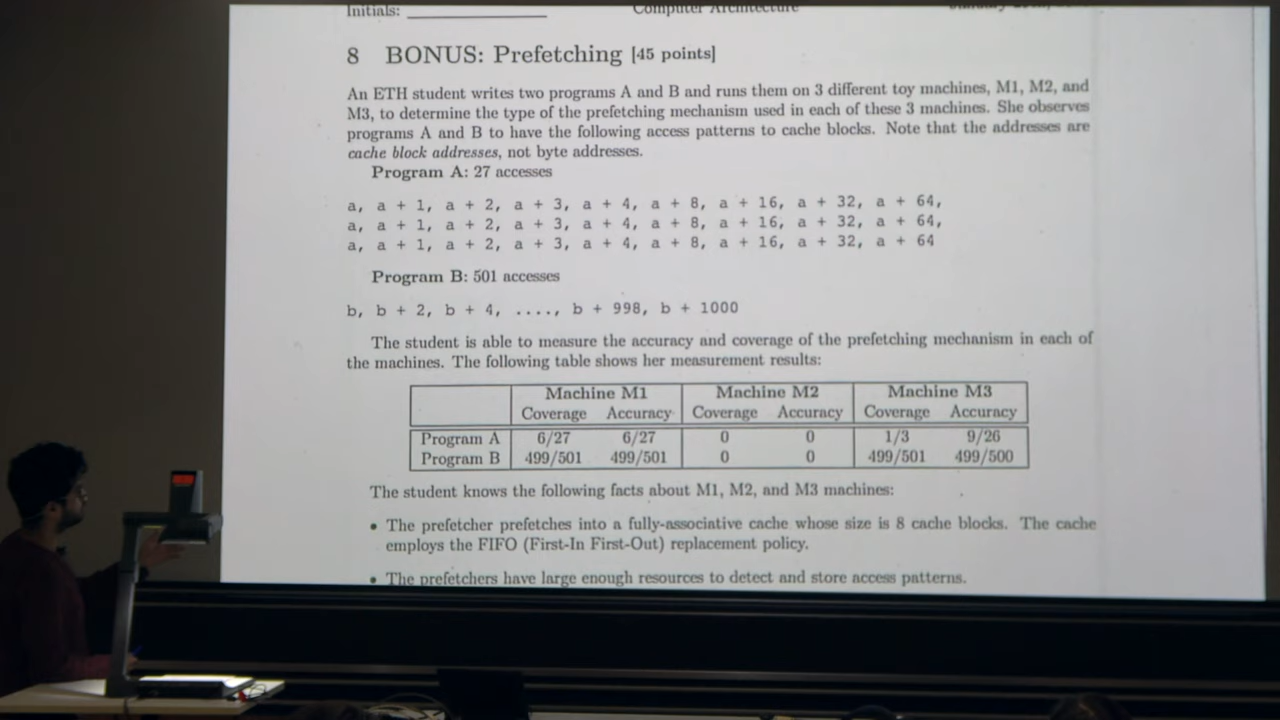 Initials: _______________ Computer Architecture
8 BONUS: Prefetching [45 points]
An ETH student writes two programs A and B and runs them on 3 different toy machines, M1, M2, and
M3, to determine the type of the prefetching mechanism used in each of these 3 machines. She observes
programs A and B to have the following access patterns to cache blocks. Note that the addresses are
cache block addresses, not byte addresses.
Program A: 27 accesses
a, a + 1, a + 2, a + 3, a + 4, a + 8, a + 16, a + 32, a + 64,
a, a + 1, a + 2, a + 3, a + 4, a + 8, a + 16, a + 32, a + 64,
a, a + 1, a + 2, a + 3, a + 4, a + 8, a + 16, a + 32, a + 64
Program B: 501 accesses
b, b + 2, b + 4, ...., b + 998, b + 1000
The student is able to measure the accuracy and coverage of the prefetching mechanism in each of
the machines. The following table shows her measurement results:
Machine M1 Machine M2 Machine M3
Coverage Accuracy Coverage Accuracy Coverage Accuracy
Program A 6/27 6/27 0 0 1/3 9/26
Program B 499/501 499/501 0 0 499/501 499/500
The student knows the following facts about M1, M2, and M3 machines:
• The prefetcher prefetches into a fully-associative cache whose size is 8 cache blocks. The cache
employs the FIFO (First-In First-Out) replacement policy.
• The prefetchers have large enough resources to detect and store access patterns.